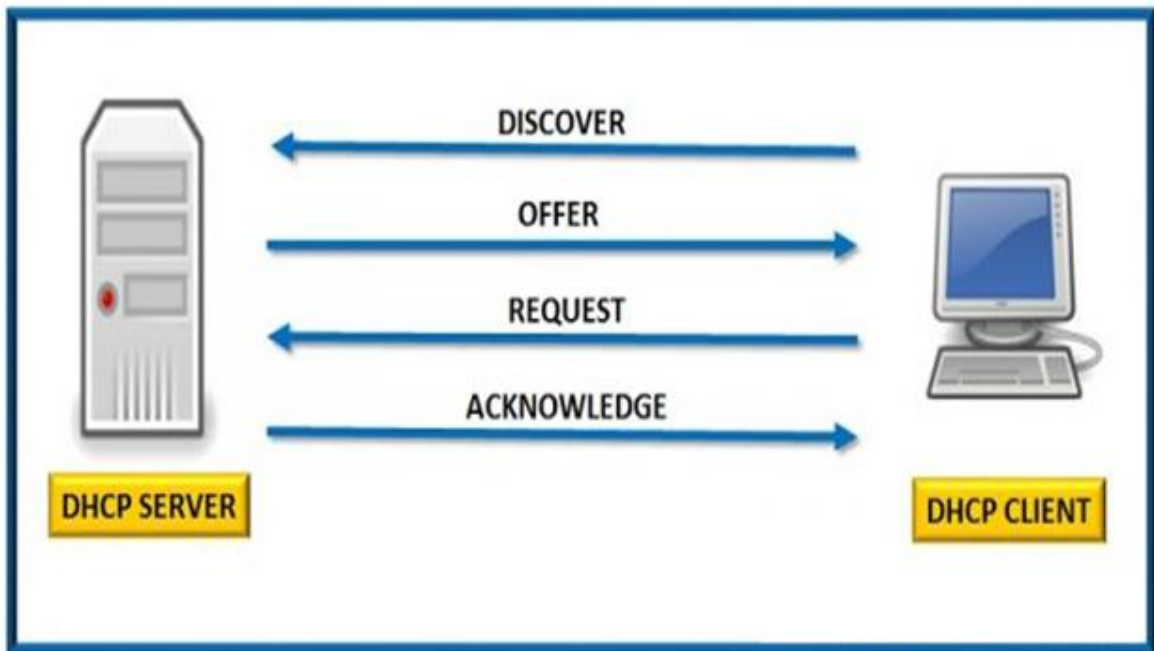 DISCOVER
OFFER
REQUEST
ACKNOWLEDGE
DHCP SERVER
DHCP CLIENT